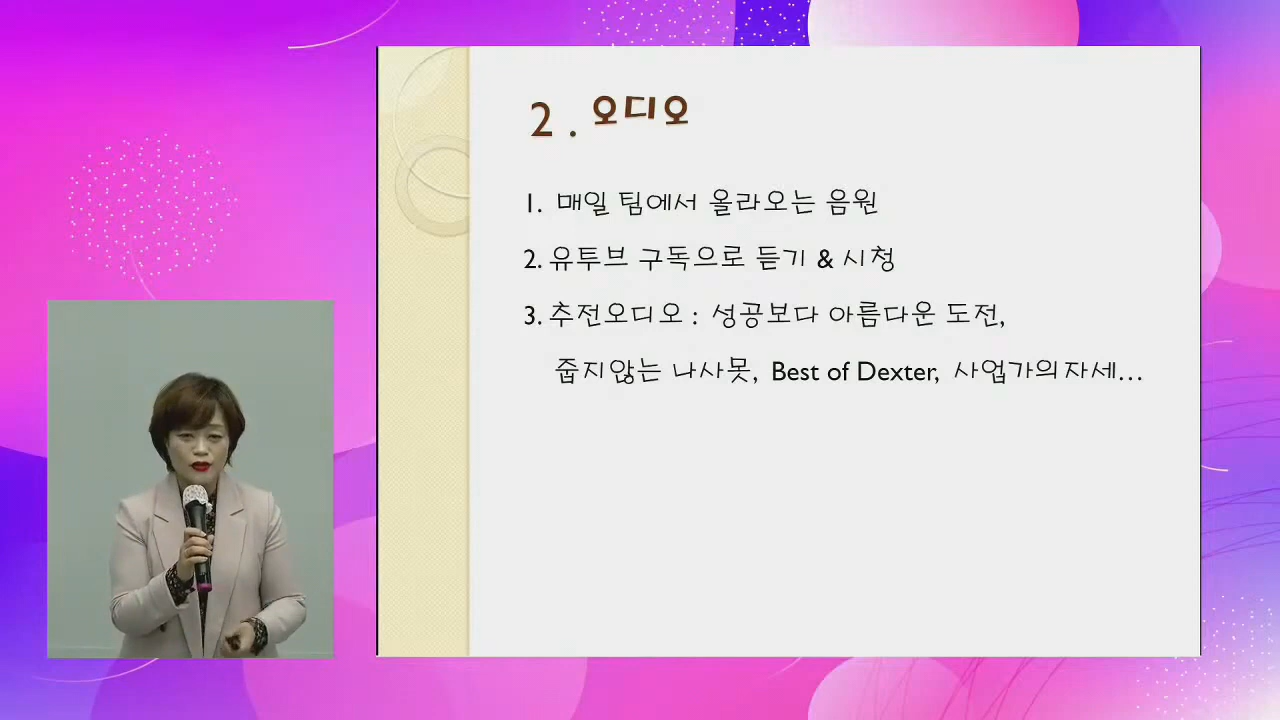 2 . 오디오
1. 매일 팀에서 올라오는 음원
2. 유투브 구독으로 듣기 & 시청
3. 추전오디오 : 성공보다 아름다운 도전,
줍지않는 나사못, Best of Dexter, 사업가의자세…